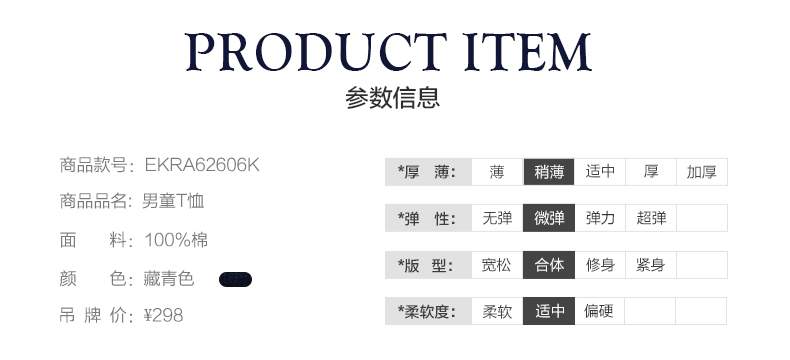 PRODUCT ITEM
参数信息
商品款号：EKRA62606K
商品品名：男童T恤
面 料：100%棉
颜 色：藏青色
吊 牌 价：¥298
*厚 薄： 薄 稍薄 适中 厚 加厚
*弹 性： 无弹 微弹 弹力 超弹
*版 型： 宽松 合体 修身 紧身
*柔软度： 柔软 适中 偏硬